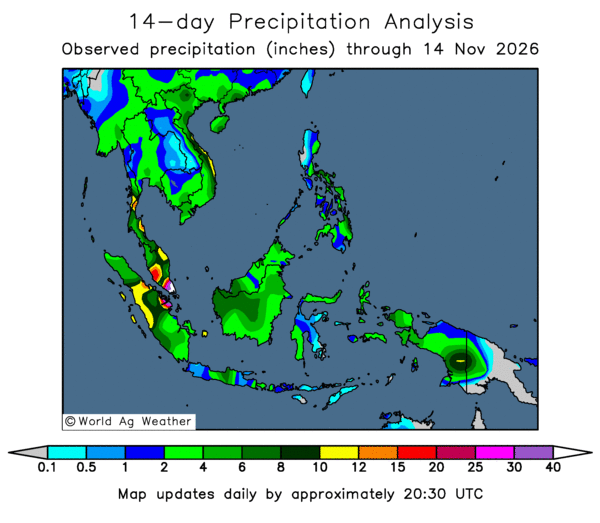 14-day Precipitation Analysis
Observed precipitation (inches) through 14 Nov 2026
©World Ag Weather
0.1 0.5 1 2 4 6 8 10 12 15 20 25 30 40
Map updates daily by approximately 20:30 UTC